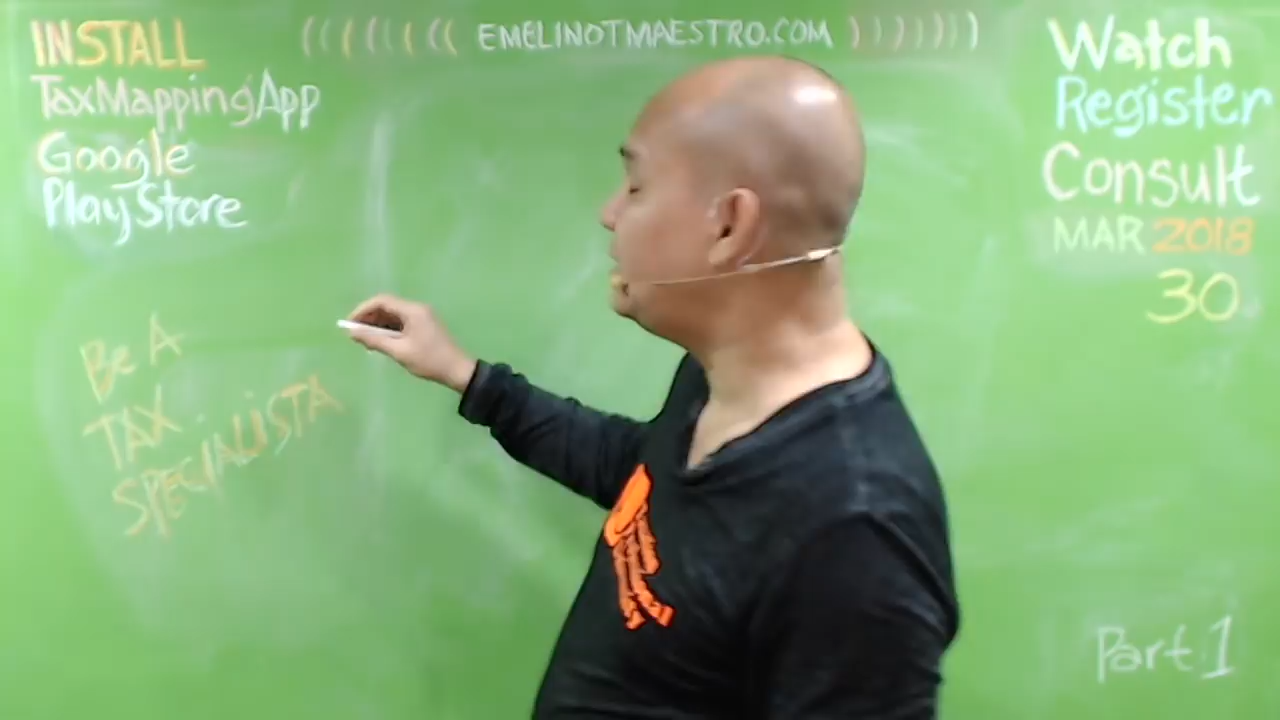 INSTALL
TaxMappingApp
Google
PlayStore
((((((( EMELINOTMAESTRO.COM )))))))
Watch
Register
Consult
MAR 2018
30
Be A
TAX
SPECIALISTA
Part 1